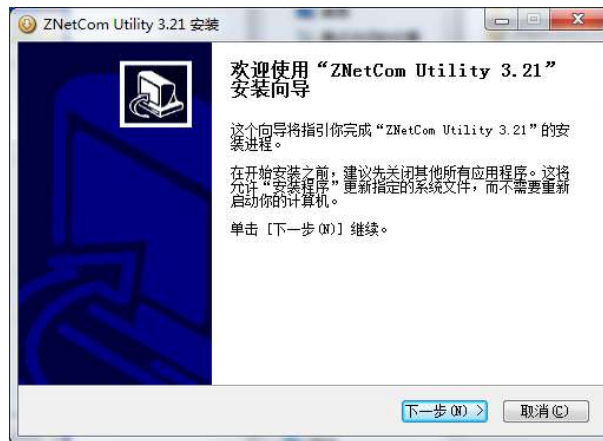 ZNetCom Utility 3.21 安装
欢迎使用“ZNetCom Utility 3.21”
安装向导
这个向导将指引你完成“ZNetCom Utility 3.21”的安
装进程。
在开始安装之前，建议先关闭其他所有应用程序。这将
允许“安装程序”更新指定的系统文件，而不需要重新
启动你的计算机。
单击 [下一步(N)] 继续。
下一步(N) >
取消(C)